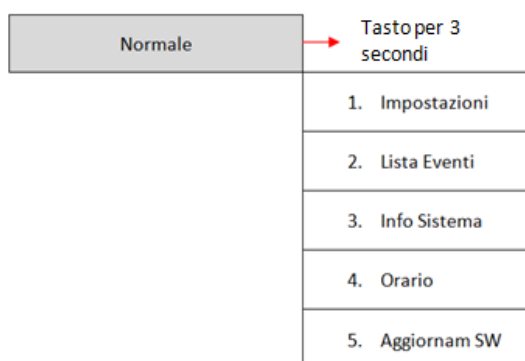 Normale
Tasto per 3
secondi
1. Impostazioni
2. Lista Eventi
3. Info Sistema
4. Orario
5. Aggiornam SW